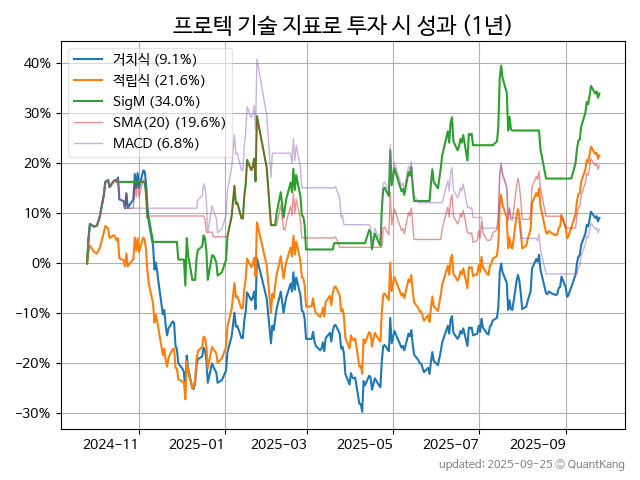 프로텍 기술 지표로 투자 시 성과 (1년)
거치식 (9.1%)
적립식 (21.6%)
SigM (34.0%)
SMA(20) (19.6%)
MACD (6.8%)
40%
30%
20%
10%
0%
−10%
−20%
−30%
2024-11
2025-01
2025-03
2025-05
2025-07
2025-09
updated: 2025-09-25 © QuantKang